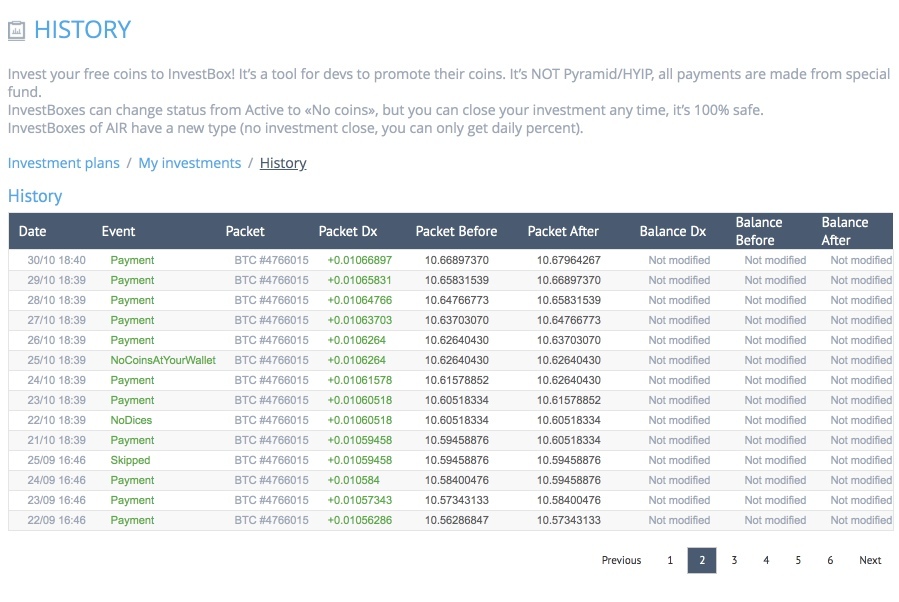 HISTORY
Invest your free coins to InvestBox! It's a tool for devs to promote their coins. It's NOT Pyramid/HYIP, all payments are made from special
fund.
InvestBoxes can change status from Active to «No coins», but you can close your investment any time, it's 100% safe.
InvestBoxes of AIR have a new type (no investment close, you can only get daily percent).
Investment plans / My investments / History
History
Date Event Packet Packet Dx Packet Before Packet After Balance Dx Balance Before Balance After
30/10 18:40 Payment BTC #4766015 +0.01066897 10.66897370 10.67964267 Not modified Not modified Not modified
29/10 18:39 Payment BTC #4766015 +0.01065831 10.65831539 10.66897370 Not modified Not modified Not modified
28/10 18:39 Payment BTC #4766015 +0.01064766 10.64766773 10.65831539 Not modified Not modified Not modified
27/10 18:39 Payment BTC #4766015 +0.01063703 10.63703070 10.64766773 Not modified Not modified Not modified
26/10 18:39 Payment BTC #4766015 +0.0106264 10.62640430 10.63703070 Not modified Not modified Not modified
25/10 18:39 NoCoinsAtYourWallet BTC #4766015 +0.0106264 10.62640430 10.62640430 Not modified Not modified Not modified
24/10 18:39 Payment BTC #4766015 +0.01061578 10.61578852 10.62640430 Not modified Not modified Not modified
23/10 18:39 Payment BTC #4766015 +0.01060518 10.60518334 10.61578852 Not modified Not modified Not modified
22/10 18:39 NoDices BTC #4766015 +0.01060518 10.60518334 10.60518334 Not modified Not modified Not modified
21/10 18:39 Payment BTC #4766015 +0.01059458 10.59458876 10.60518334 Not modified Not modified Not modified
25/09 16:46 Skipped BTC #4766015 +0.01059458 10.59458876 10.59458876 Not modified Not modified Not modified
24/09 16:46 Payment BTC #4766015 +0.010584 10.58400476 10.59458876 Not modified Not modified Not modified
23/09 16:46 Payment BTC #4766015 +0.01057343 10.57343133 10.58400476 Not modified Not modified Not modified
22/09 16:46 Payment BTC #4766015 +0.01056286 10.56286847 10.57343133 Not modified Not modified Not modified
Previous 1 2 3 4 5 6 Next